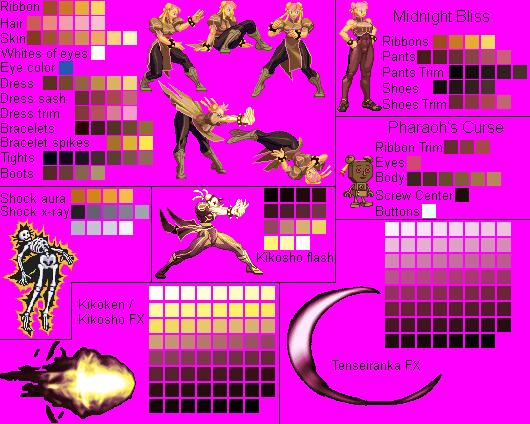 Ribbon
Hair
Skin
Whites of eyes
Eye color
Dress
Dress sash
Dress trim
Bracelets
Bracelet spikes
Tights
Boots
Midnight Bliss
Ribbons
Pants
Pants Trim
Shoes
Shoes Trim
Pharaoh's Curse
Ribbon Trim
Eyes
Body
Screw Center
Buttons
Shock aura
Shock x-ray
Kikosho flash
Kikoken /
Kikosho FX
Tenseiranka FX